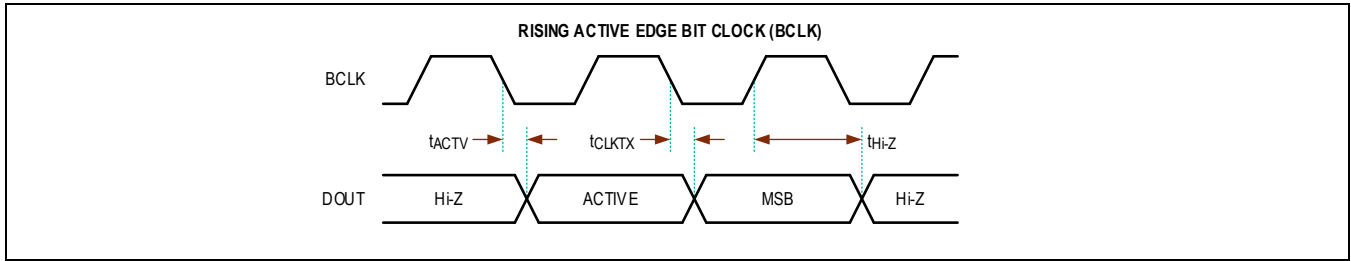 RISING ACTIVE EDGE BIT CLOCK (BCLK)
BCLK
tACTV
tCLKTX
tHi-Z
DOUT
Hi-Z
ACTIVE
MSB
Hi-Z